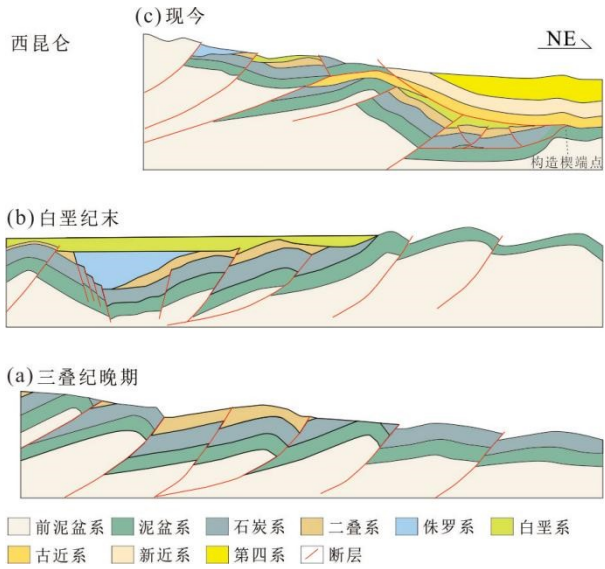 (c)现今
西昆仑
NE
构造楔端点
(b)白垩纪末
(a)三叠纪晚期
前泥盆系 泥盆系 石炭系 二叠系 侏罗系 白垩系
古近系 新近系 第四系 断层